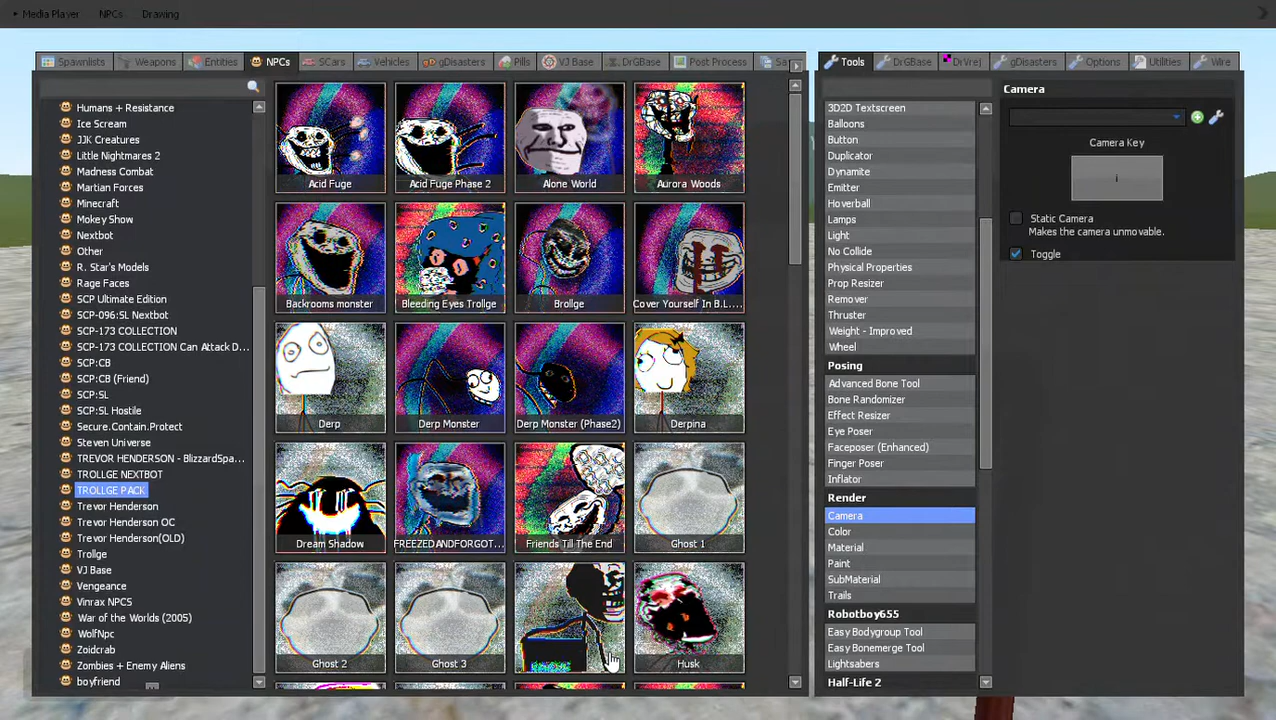 Media Player NPCs Drawing
Spawnlists Weapons Entities NPCs SCars Vehicles gDisasters Pills VJ Base DrGBase Post Process Sa
Humans + Resistance
Ice Scream
JJK Creatures
Little Nightmares 2
Madness Combat
Martian Forces
Minecraft
Mokey Show
Nextbot
Other
R. Star's Models
Rage Faces
SCP Ultimate Edition
SCP-096:SL Nextbot
SCP-173 COLLECTION
SCP-173 COLLECTION Can Attack D...
SCP:CB
SCP:CB (Friend)
SCP:SL
SCP:SL Hostile
Secure.Contain.Protect
Steven Universe
TREVOR HENDERSON - BlizzardSpa...
TROLLGE NEXTBOT
TROLLGE PACK
Trevor Henderson
Trevor Henderson OC
Trevor Henderson(OLD)
Trollge
VJ Base
Vengeance
Vinrax NPCS
War of the Worlds (2005)
WolfNpc
Zoidcrab
Zombies + Enemy Aliens
boyfriend
Acid Fuge Acid Fuge Phase 2 Alone World Aurora Woods
Backrooms monster Bleeding Eyes Trollge Brollge Cover Yourself In B.L....
Derp Derp Monster Derp Monster (Phase2) Derpina
Dream Shadow FREEZEDANDFORGOT... Friends Till The End Ghost 1
Ghost 2 Ghost 3 Husk
Tools DrGBase DrVrej gDisasters Options Utilities Wire
3D2D Textscreen
Balloons
Button
Duplicator
Dynamite
Emitter
Hoverball
Lamps
Light
No Collide
Physical Properties
Prop Resizer
Remover
Thruster
Weight - Improved
Wheel
Posing
Advanced Bone Tool
Bone Randomizer
Effect Resizer
Eye Poser
Faceposer (Enhanced)
Finger Poser
Inflator
Render
Camera
Color
Material
Paint
SubMaterial
Trails
Robotboy655
Easy Bodygroup Tool
Easy Bonemerge Tool
Lightsabers
Half-Life 2
Camera
Camera Key
Static Camera
Makes the camera unmovable.
Toggle